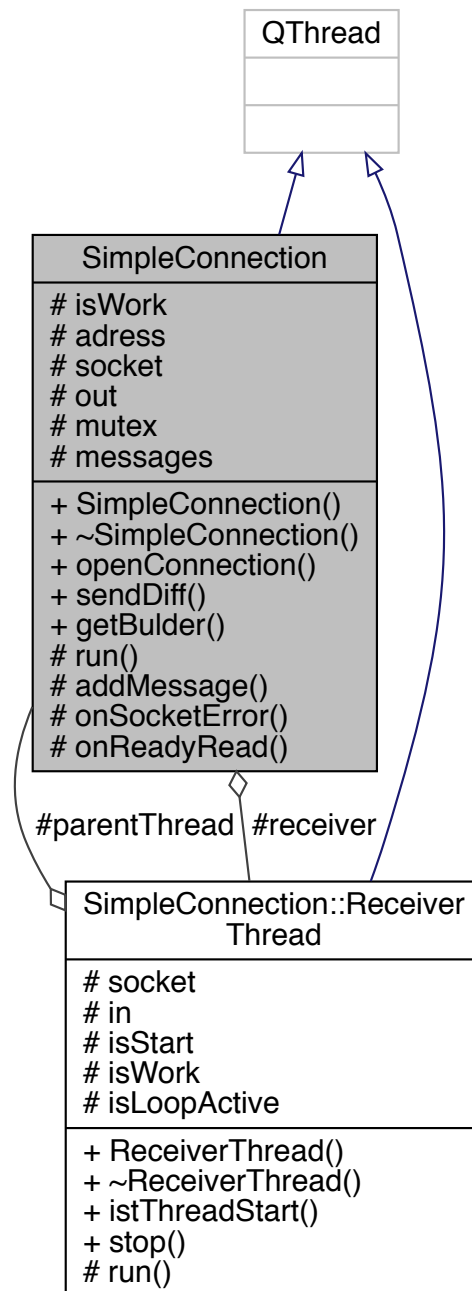 QThread
SimpleConnection
# isWork
# adress
# socket
# out
# mutex
# messages
+ SimpleConnection()
+ ~SimpleConnection()
+ openConnection()
+ sendDiff()
+ getBulder()
# run()
# addMessage()
# onSocketError()
# onReadyRead()
#parentThread
#receiver
SimpleConnection::Receiver
Thread
# socket
# in
# isStart
# isWork
# isLoopActive
+ ReceiverThread()
+ ~ReceiverThread()
+ istThreadStart()
+ stop()
# run()